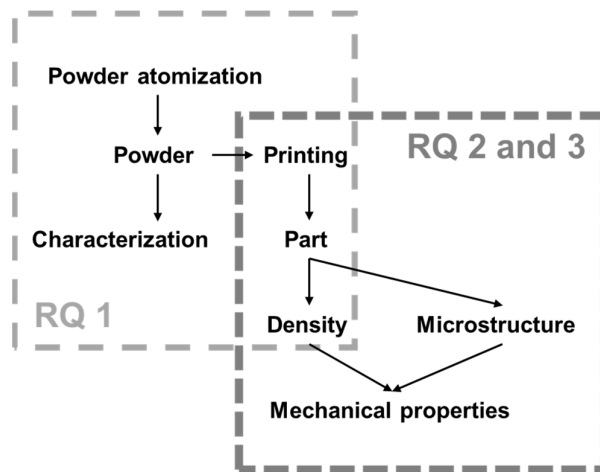 Powder atomization
RQ 2 and 3
Powder
Printing
Characterization
Part
RQ 1
Density
Microstructure
Mechanical properties